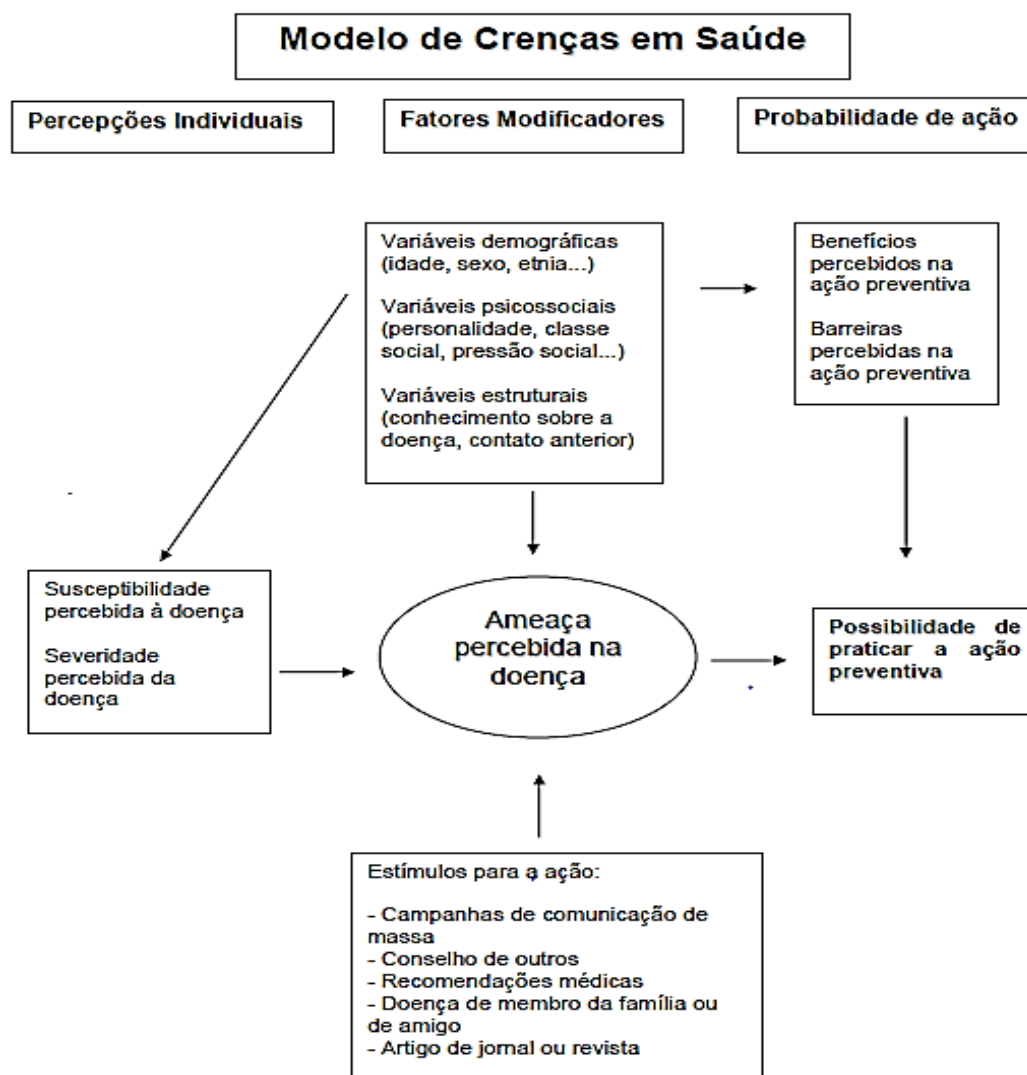 Modelo de Crenças em Saúde
Percepções Individuais
Fatores Modificadores
Probabilidade de ação
Variáveis demográficas
(idade, sexo, etnia...)
Variáveis psicossociais
(personalidade, classe
social, pressão social...)
Variáveis estruturais
(conhecimento sobre a
doença, contato anterior)
Benefícios
percebidos na
ação preventiva
Barreiras
percebidas na
ação preventiva
Susceptibilidade
percebida à doença
Severidade
percebida da
doença
Ameaça
percebida na
doença
Possibilidade de
praticar a ação
preventiva
Estímulos para a ação:
- Campanhas de comunicação de
massa
- Conselho de outros
- Recomendações médicas
- Doença de membro da família ou
de amigo
- Artigo de jornal ou revista